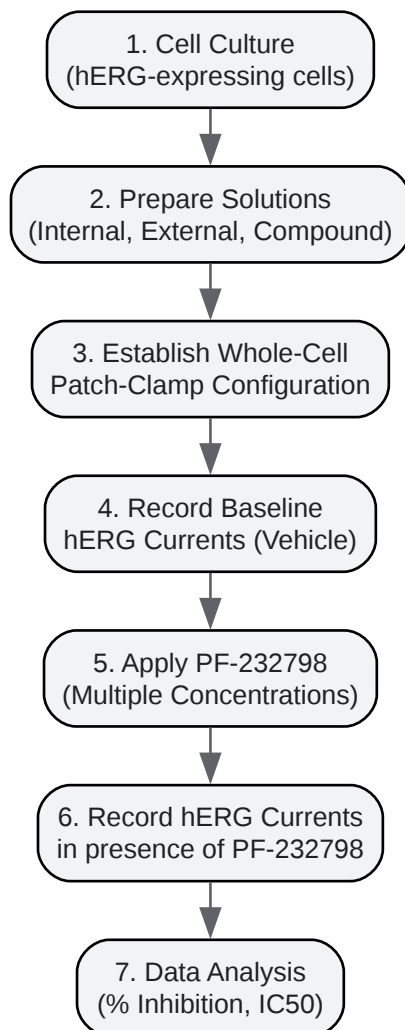 1. Cell Culture
(hERG-expressing cells)
2. Prepare Solutions
(Internal, External, Compound)
3. Establish Whole-Cell
Patch-Clamp Configuration
4. Record Baseline
hERG Currents (Vehicle)
5. Apply PF-232798
(Multiple Concentrations)
6. Record hERG Currents
in presence of PF-232798
7. Data Analysis
(% Inhibition, IC50)